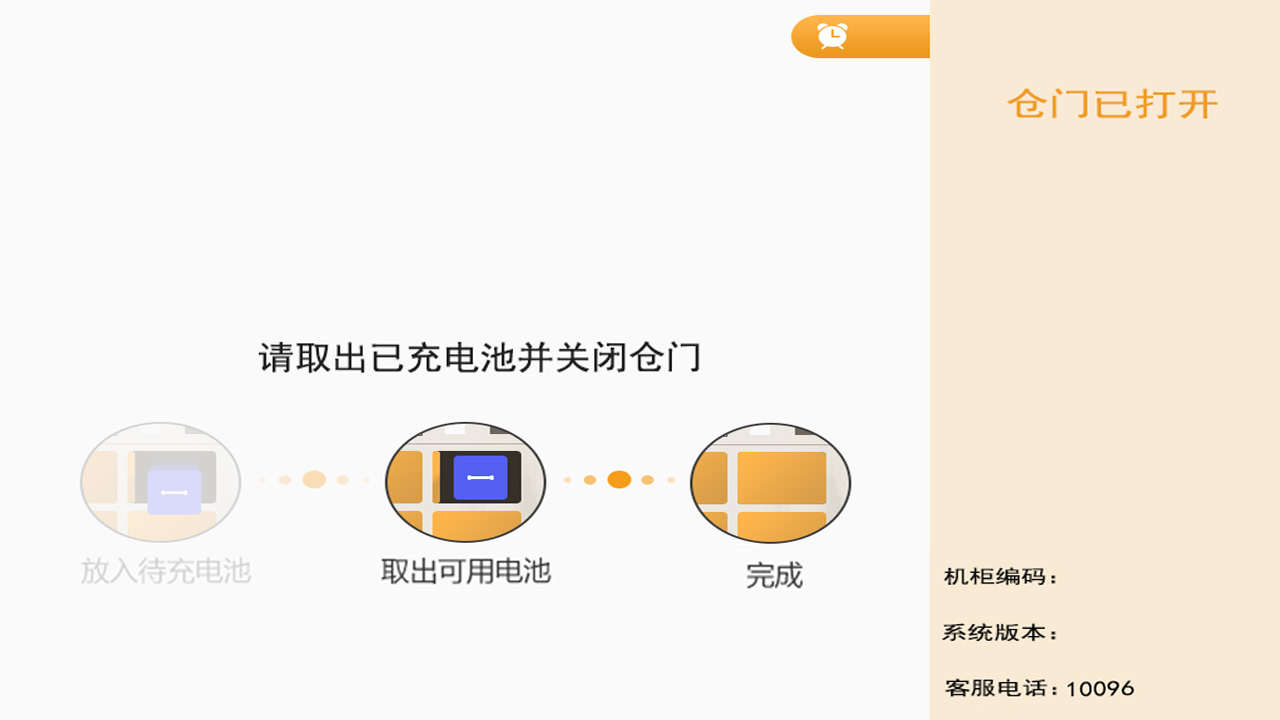 仓门已打开
请取出已充电池并关闭仓门
放入待充电池
取出可用电池
完成
机柜编码：
系统版本：
客服电话：10096